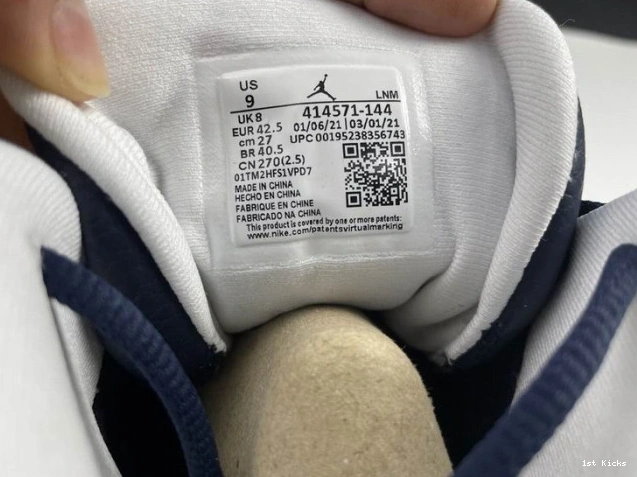 US
9
LNM
UK 8
414571-144
EUR 42.5
01/06/21 | 03/01/21
cm 27
UPC 00195238356743
BR 40.5
CN 270(2.5)
01TM2HFS1VPD7
MADE IN CHINA
HECHO EN CHINA
FABRIQUE EN CHINE
FABRICADO NA CHINA
This product is covered by one or more patents:
www.nike.com/patentsvirtualmarking
1st Kicks